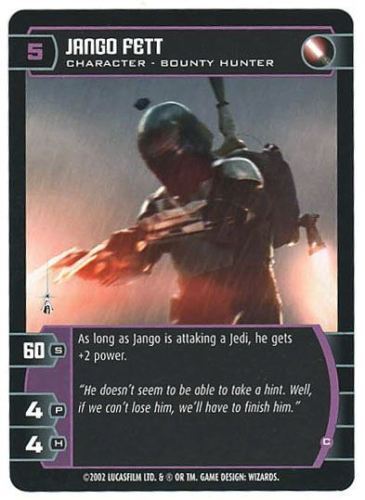 5
JANGO FETT
CHARACTER - BOUNTY HUNTER
As long as Jango is attaking a Jedi, he gets
+2 power.
60 S
"He doesn't seem to be able to take a hint. Well,
if we can't lose him, we'll have to finish him."
4 P
4 H
C
©2002 LUCASFILM LTD. & ® OR TM. GAME DESIGN: WIZARDS.